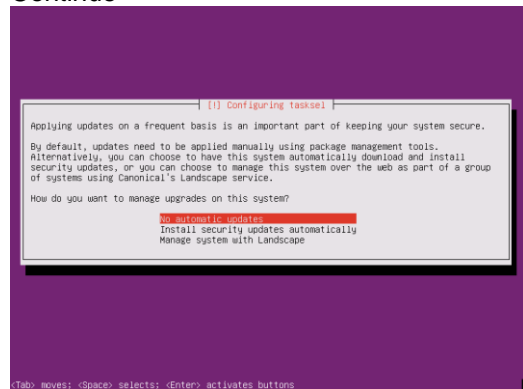 Continue
[!] Configuring tasksel
Applying updates on a frequent basis is an important part of keeping your system secure.
By default, updates need to be applied manually using package management tools.
Alternatively, you can choose to have this system automatically download and install
security updates, or you can choose to manage this system over the web as part of a group
of systems using Canonical's Landscape service.
How do you want to manage upgrades on this system?
No automatic updates
Install security updates automatically
Manage system with Landscape
<Tab> moves; <Space> selects; <Enter> activates buttons